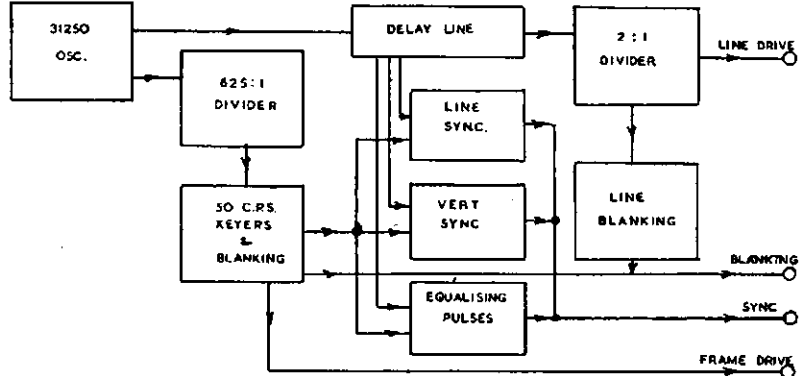 31250
OSC.
DELAY LINE
2 : 1
DIVIDER
LINE DRIVE
625:1
DIVIDER
LINE
SYNC.
50 C.P.S.
KEYERS
&
BLANKING
VERT
SYNC
LINE
BLANKING
BLANKING
EQUALISING
PULSES
SYNC
FRAME DRIVE